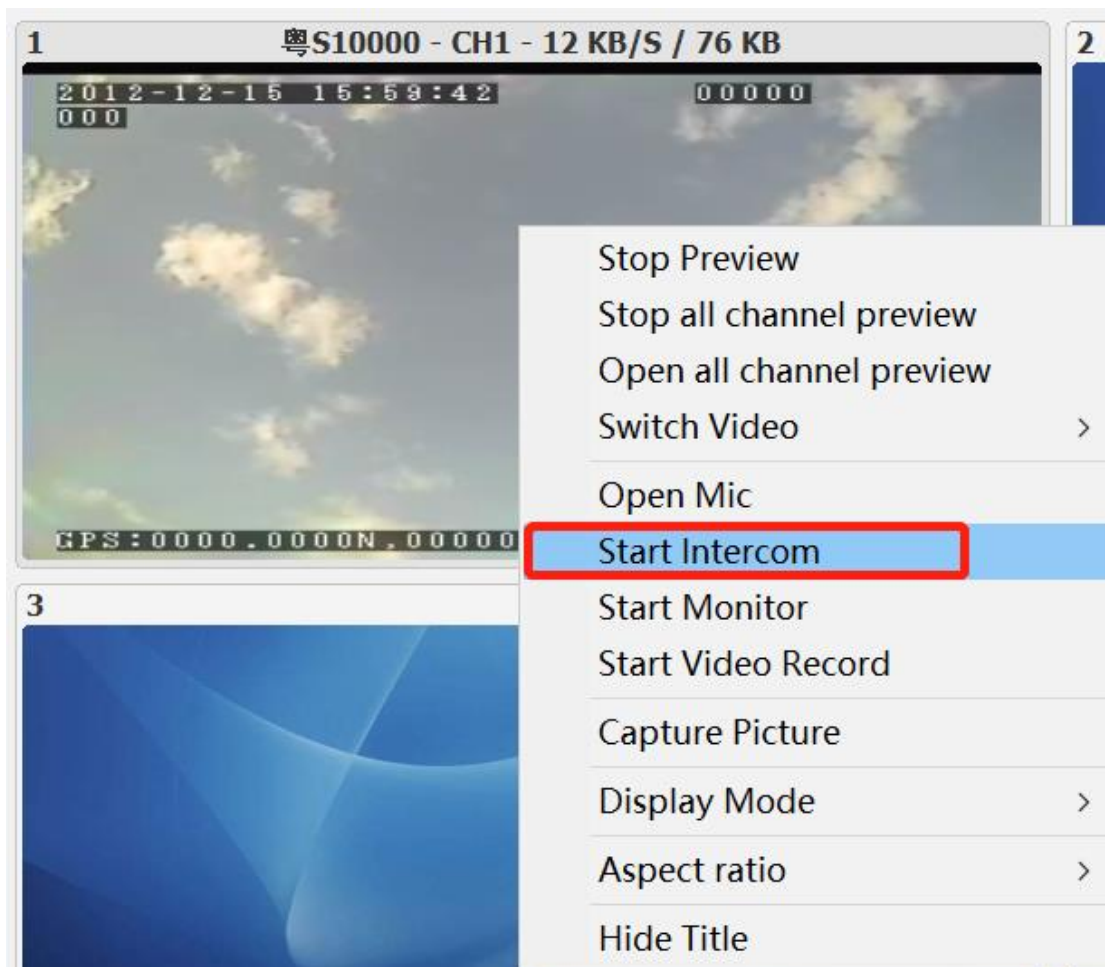 1 粤S10000 - CH1 - 12 KB/S / 76 KB 2
2012-12-15 15:59:42 00000
000
Stop Preview
Stop all channel preview
Open all channel preview
Switch Video >
Open Mic
GPS:0000.0000N,00000
Start Intercom
3
Start Monitor
Start Video Record
Capture Picture
Display Mode >
Aspect ratio >
Hide Title